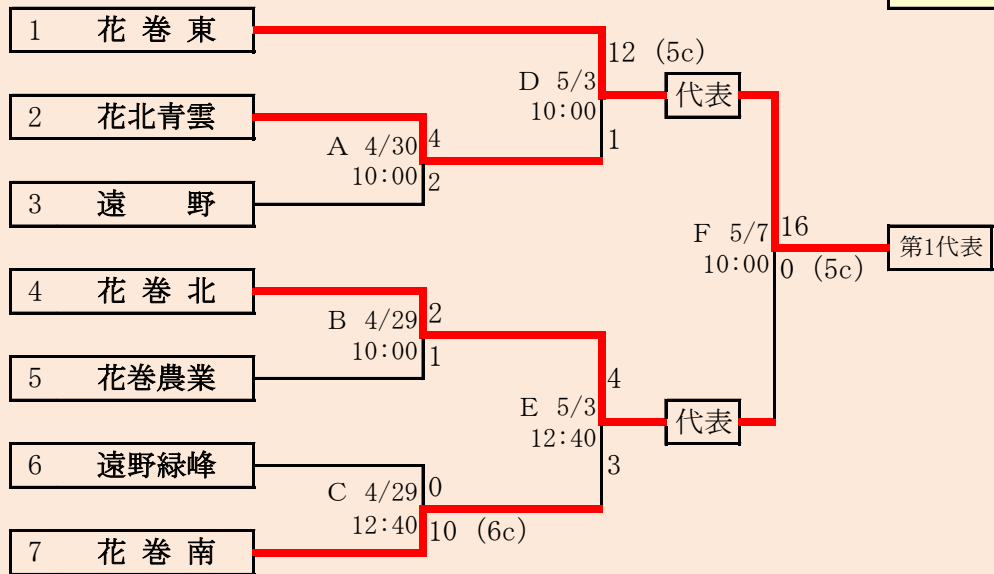 1 花巻東
12 (5c)
D 5/3
10:00
代表
2 花北青雲
4
A 4/30
10:00
1
2
3 遠野
16
F 5/7
10:00
0 (5c)
第1代表
4 花巻北
2
B 4/29
10:00
1
5 花巻農業
4
E 5/3
12:40
代表
3
6 遠野緑峰
0
C 4/29
12:40
10 (6c)
7 花巻南